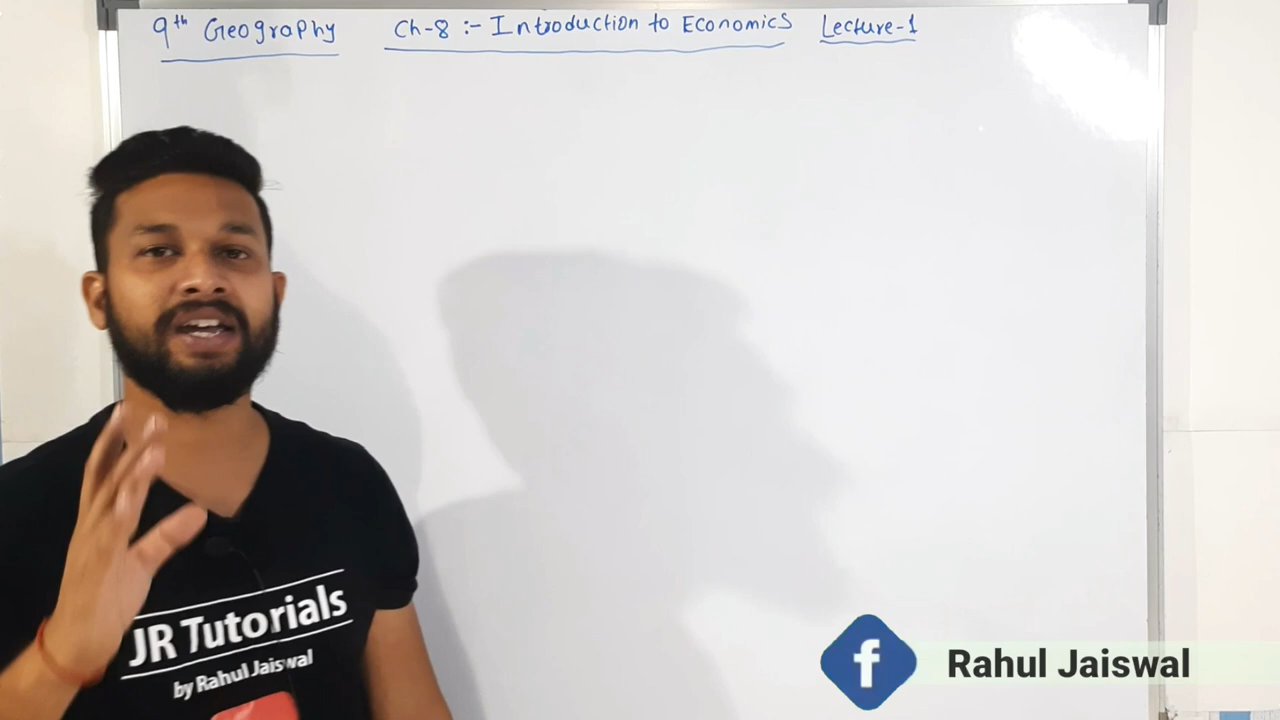 9th Geography Ch-8 :- Introduction to Economics Lecture-1
JR Tutorials
by Rahul Jaiswal
f Rahul Jaiswal